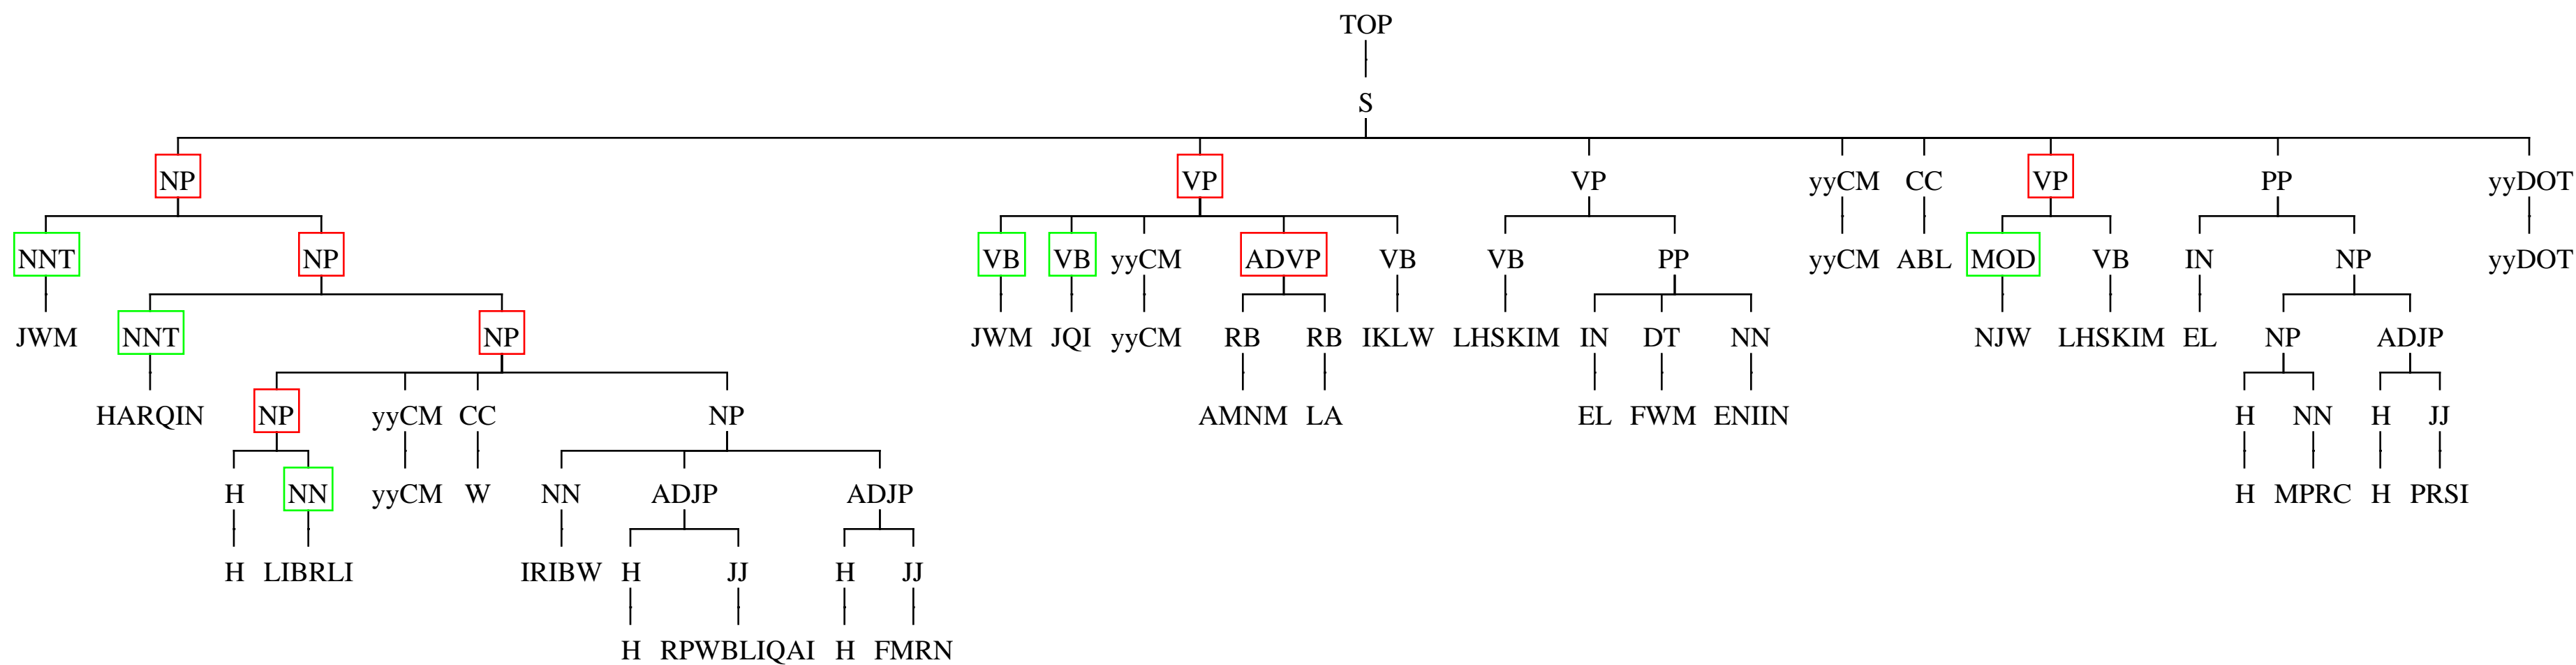 TOP
S
NP VP VP yyCM CC VP PP yyDOT
NNT NP VB VB yyCM ADVP VB VB PP yyCM ABL MOD VB IN NP yyDOT
JWM NNT NP JWM JQI yyCM RB RB IKLW LHSKIM IN DT NN NJW LHSKIM EL NP ADJP
HARQIN NP yyCM CC NP AMNM LA EL FWM ENIIN H NN H JJ
H NN yyCM W NN ADJP ADJP H MPRC H PRSI
H LIBRLI IRIBW H JJ H JJ
H RPWBLIQAI H FMRN